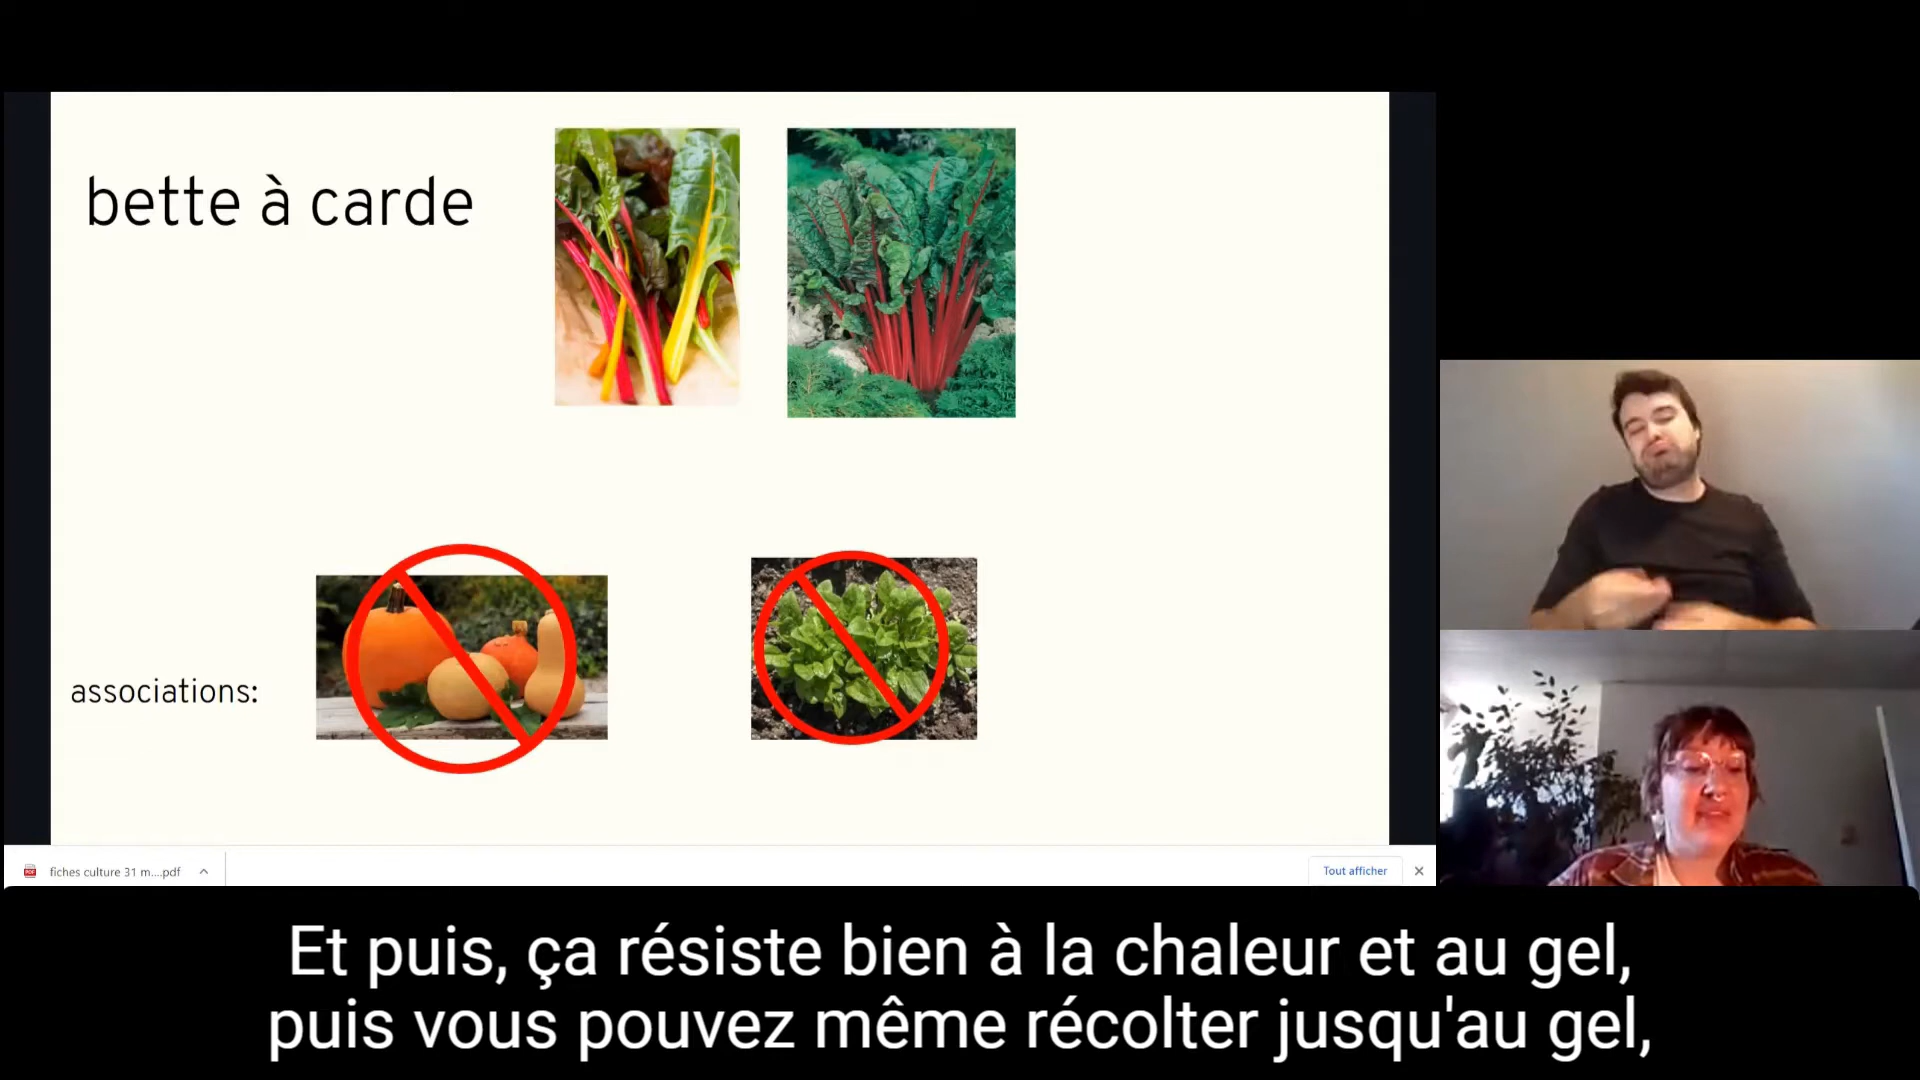 bette à carde
associations:
fiches culture 31 m....pdf
Tout afficher
Et puis, ça résiste bien à la chaleur et au gel,
puis vous pouvez même récolter jusqu'au gel,